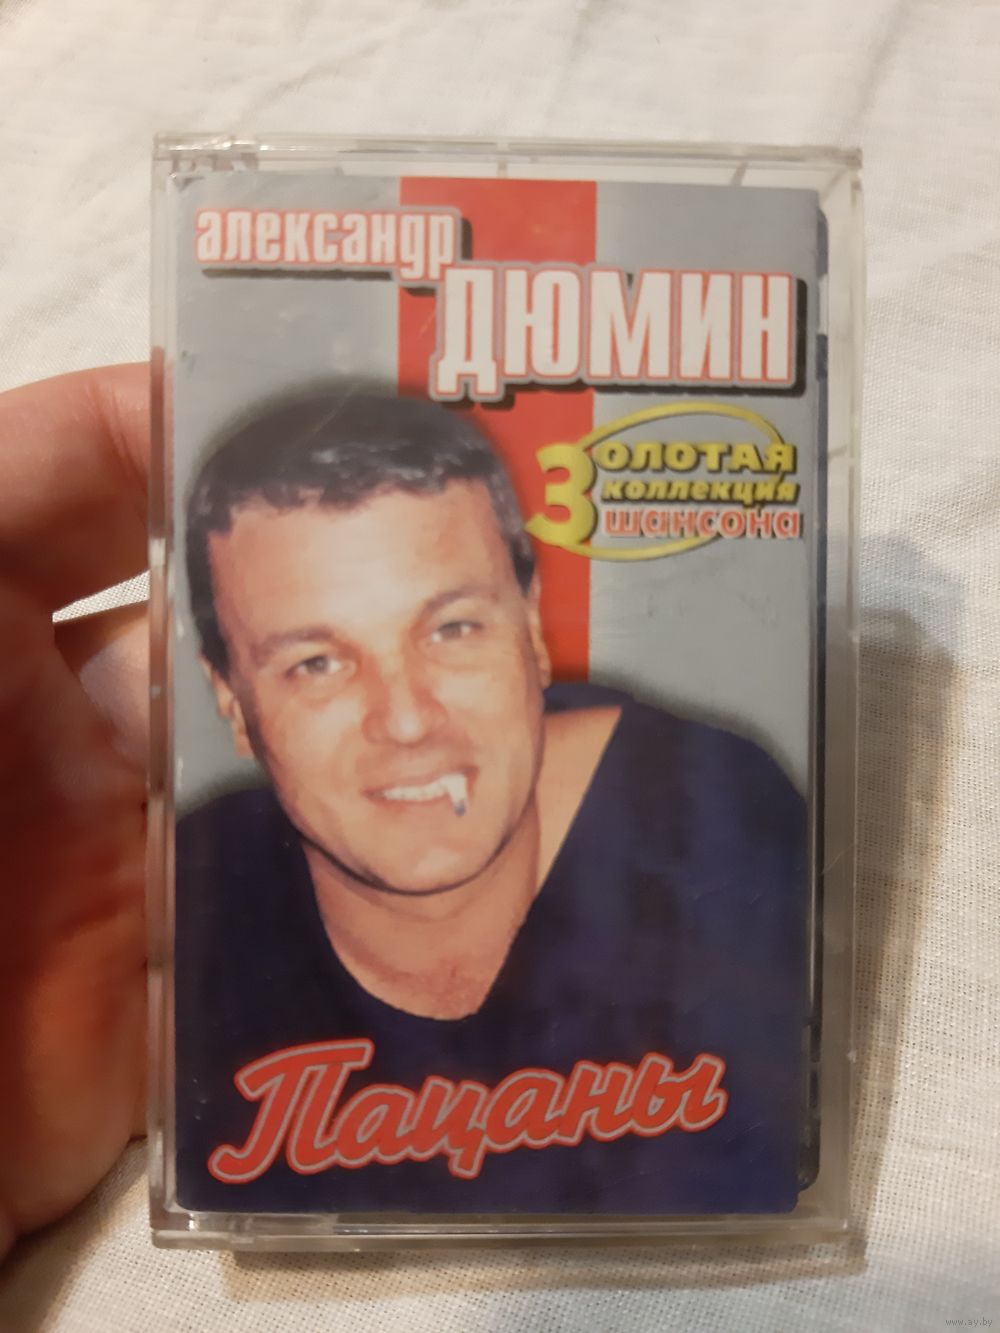 александр
ДЮМИН
Золотая
коллекция
шансона
Пацаны
www.ay.by